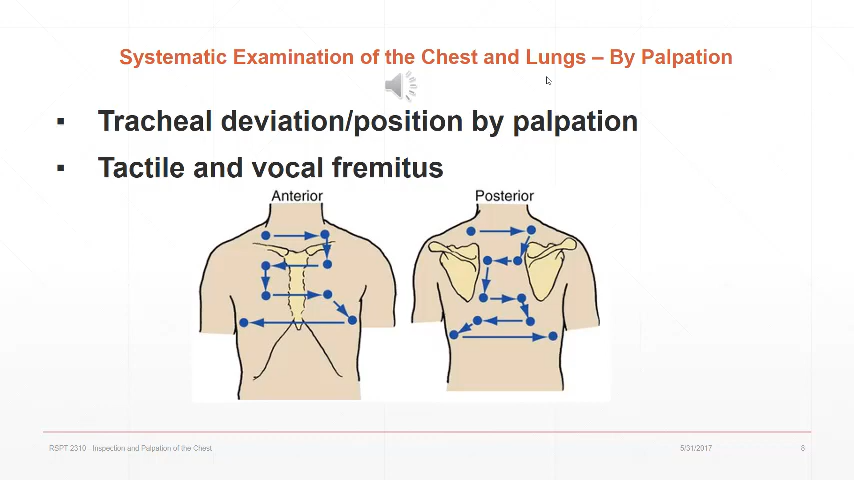 Systematic Examination of the Chest and Lungs – By Palpation
▪ Tracheal deviation/position by palpation
▪ Tactile and vocal fremitus
Anterior
Posterior
RSPT 2310 Inspection and Palpation of the Chest
5/31/2017
8